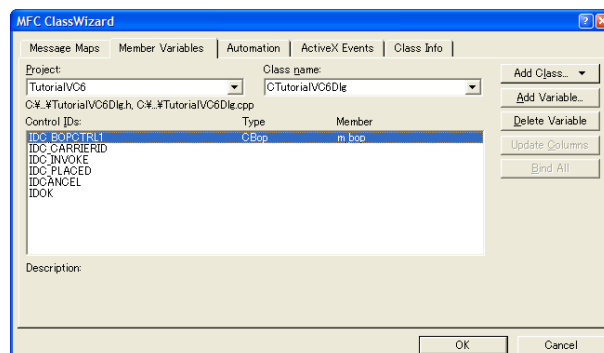 MFC ClassWizard
Message Maps Member Variables Automation ActiveX Events Class Info
Project: Class name:
TutorialVC6 CTutorialVC6Dlg
Add Class...
C:¥..¥TutorialVC6Dlg.h, C:¥..¥TutorialVC6Dlg.cpp
Add Variable...
Control IDs: Type Member
Delete Variable
IDC_BOPCTRL1 CBop m_bop
IDC_CARRIERID
Update Columns
IDC_INVOKE
IDC_PLACED
Bind All
IDCANCEL
IDOK
Description:
OK Cancel